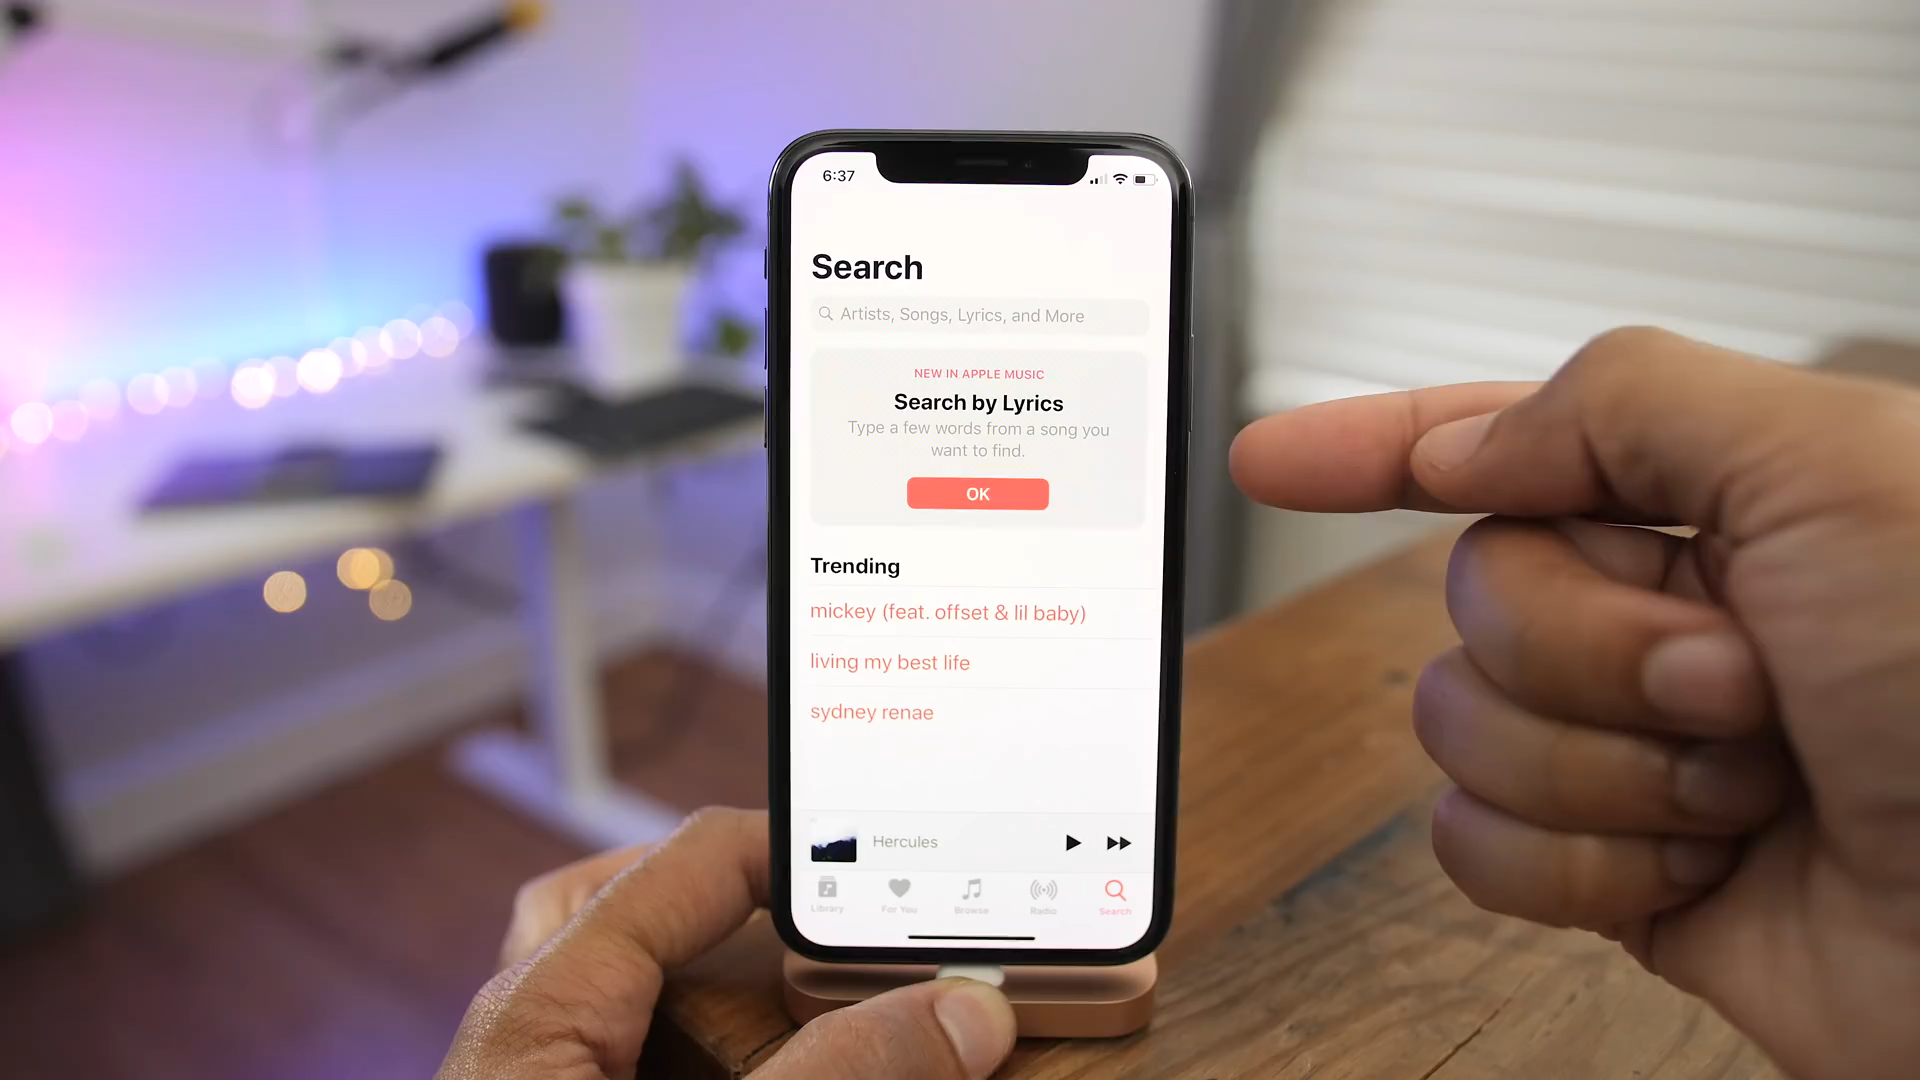 6:37
Search
Artists, Songs, Lyrics, and More
NEW IN APPLE MUSIC
Search by Lyrics
Type a few words from a song you
want to find.
OK
Trending
mickey (feat. offset & lil baby)
living my best life
sydney renae
Hercules
Library For You Browse Radio Search